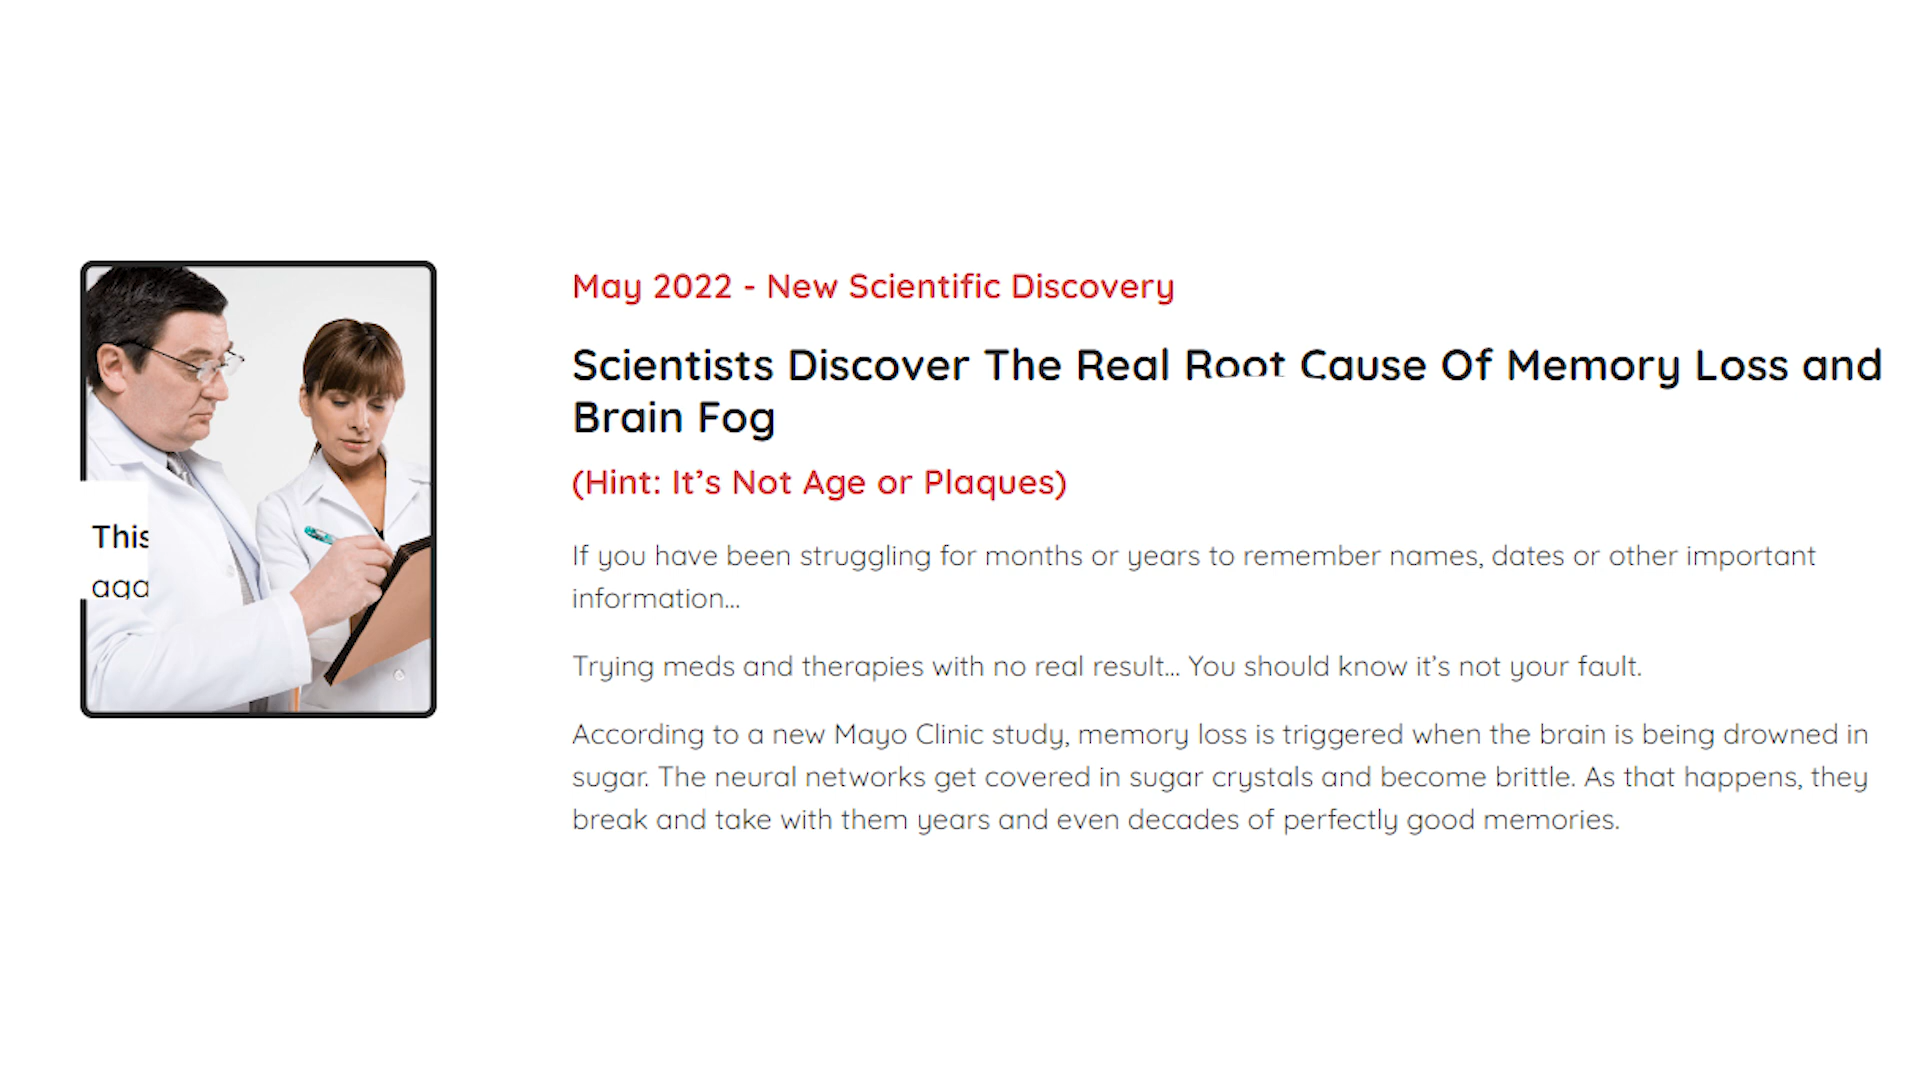 May 2022 - New Scientific Discovery
Scientists Discover The Real Root Cause Of Memory Loss and
Brain Fog
(Hint: It’s Not Age or Plaques)
This
If you have been struggling for months or years to remember names, dates or other important
information...
Trying meds and therapies with no real result... You should know it’s not your fault.
According to a new Mayo Clinic study, memory loss is triggered when the brain is being drowned in
sugar. The neural networks get covered in sugar crystals and become brittle. As that happens, they
break and take with them years and even decades of perfectly good memories.